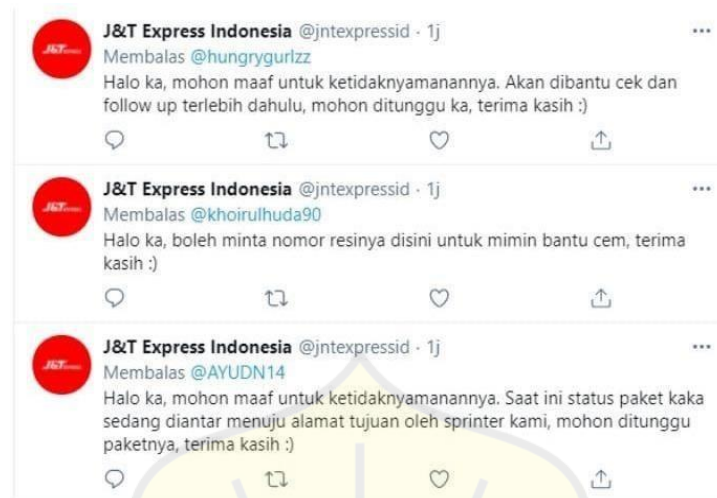 J&T Express Indonesia @jntexpressid · 1j
Membalas @hungrygurlzz
Halo ka, mohon maaf untuk ketidaknyamanannya. Akan dibantu cek dan
follow up terlebih dahulu, mohon ditunggu ka, terima kasih :)
J&T Express Indonesia @jntexpressid · 1j
Membalas @khoirulhuda90
Halo ka, boleh minta nomor resinya disini untuk mimin bantu cem, terima
kasih :)
J&T Express Indonesia @jntexpressid · 1j
Membalas @AYUDN14
Halo ka, mohon maaf untuk ketidaknyamanannya. Saat ini status paket kaka
sedang diantar menuju alamat tujuan oleh sprinter kami, mohon ditunggu
paketnya, terima kasih :)